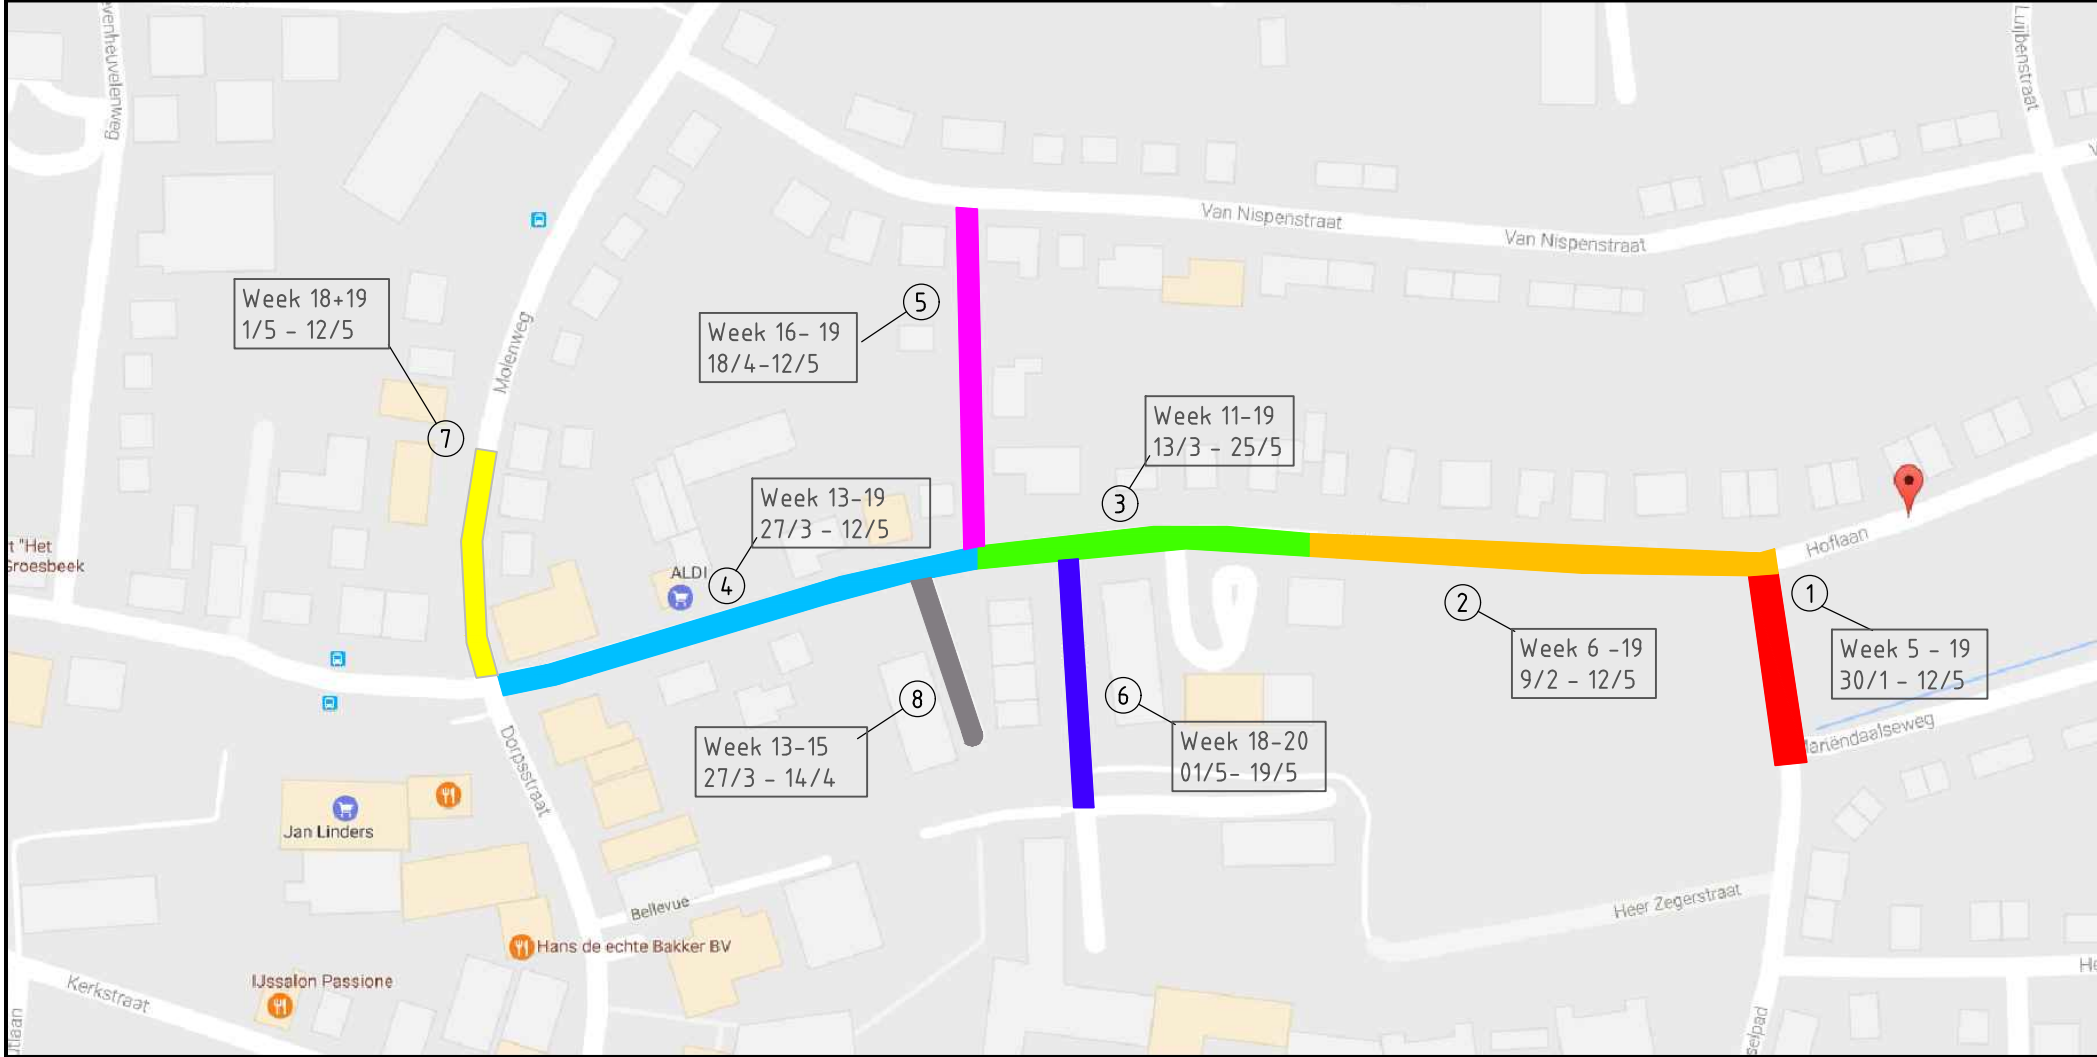 Luijbenstraat
Van Nispenstraat
Van Nispenstraat
Week 18+19
1/5 - 12/5
Molenweg
5
Week 16- 19
18/4-12/5
7
Week 11-19
13/3 - 25/5
3
Week 13-19
27/3 - 12/5
Hoflaan
t "Het
ALDI
4
2
1
Week 6 -19
9/2 - 12/5
Week 5 - 19
30/1 - 12/5
8
6
Week 13-15
27/3 - 14/4
Week 18-20
01/5- 19/5
Dorpsstraat
Jan Linders
Bellevue
Heer Zegerstraat
Hans de echte Bakker BV
IJssalon Passione
Kerkstraat